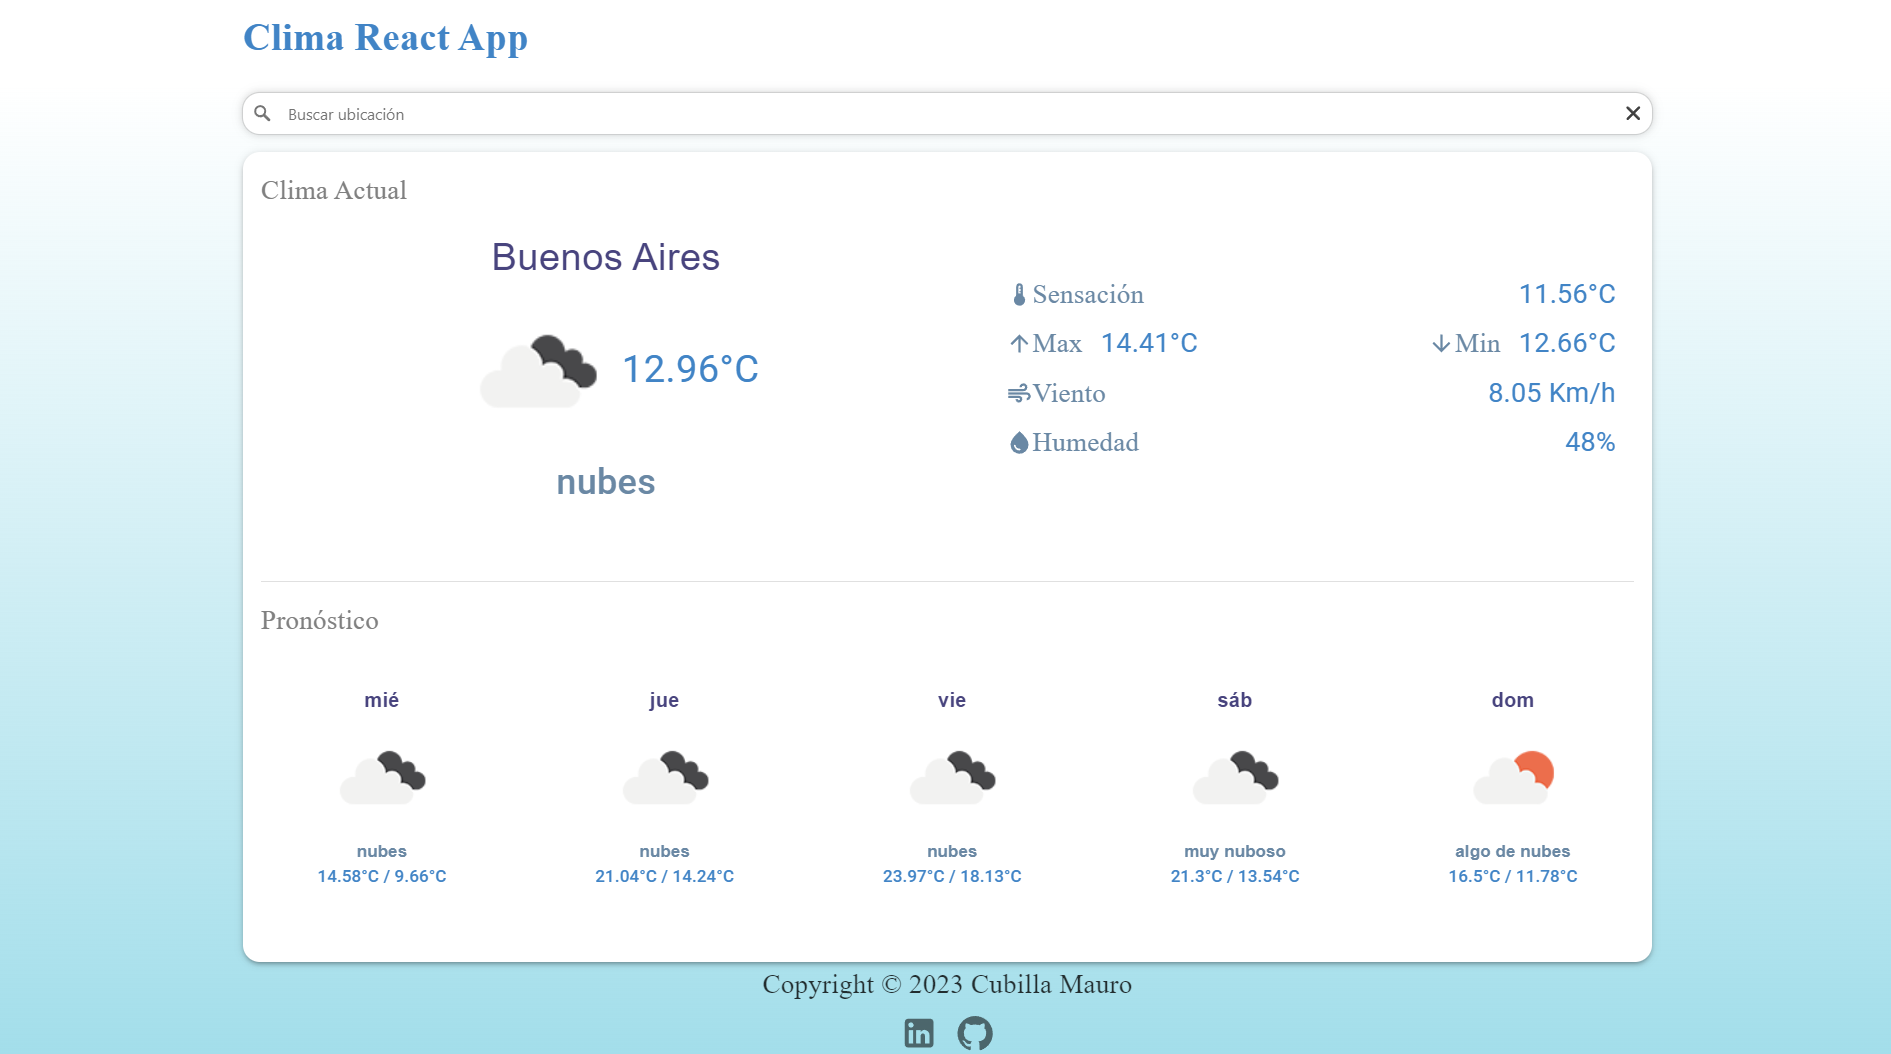 Clima React App
Buscar ubicación
Clima Actual
Buenos Aires
12.96°C
nubes
Sensación 11.56°C
Max 14.41°C Min 12.66°C
Viento 8.05 Km/h
Humedad 48%
Pronóstico
mié jue vie sáb dom
nubes nubes nubes muy nuboso algo de nubes
14.58°C / 9.66°C 21.04°C / 14.24°C 23.97°C / 18.13°C 21.3°C / 13.54°C 16.5°C / 11.78°C
Copyright © 2023 Cubilla Mauro
in